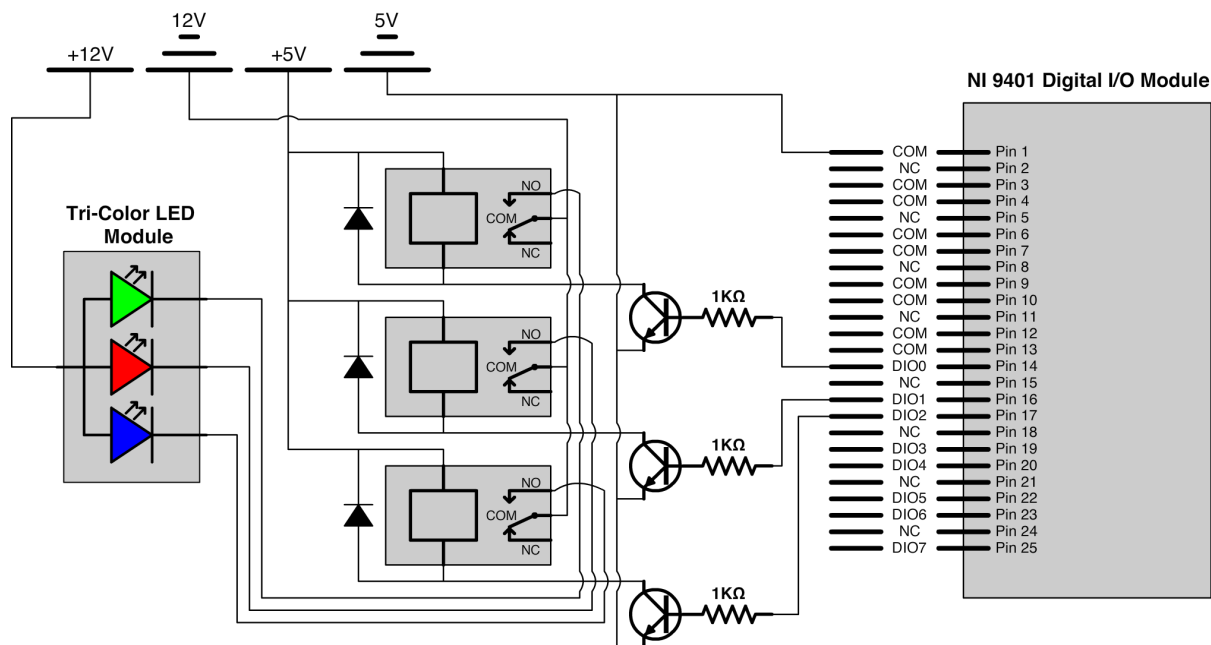 12V
5V
+12V
+5V
NI 9401 Digital I/O Module
Tri-Color LED
Module
NO
COM
NC
NO
COM
NC
NO
COM
NC
1KΩ
1KΩ
1KΩ
COM Pin 1
NC Pin 2
COM Pin 3
COM Pin 4
NC Pin 5
COM Pin 6
COM Pin 7
NC Pin 8
COM Pin 9
COM Pin 10
NC Pin 11
COM Pin 12
COM Pin 13
DIO0 Pin 14
NC Pin 15
DIO1 Pin 16
DIO2 Pin 17
NC Pin 18
DIO3 Pin 19
DIO4 Pin 20
NC Pin 21
DIO5 Pin 22
DIO6 Pin 23
NC Pin 24
DIO7 Pin 25